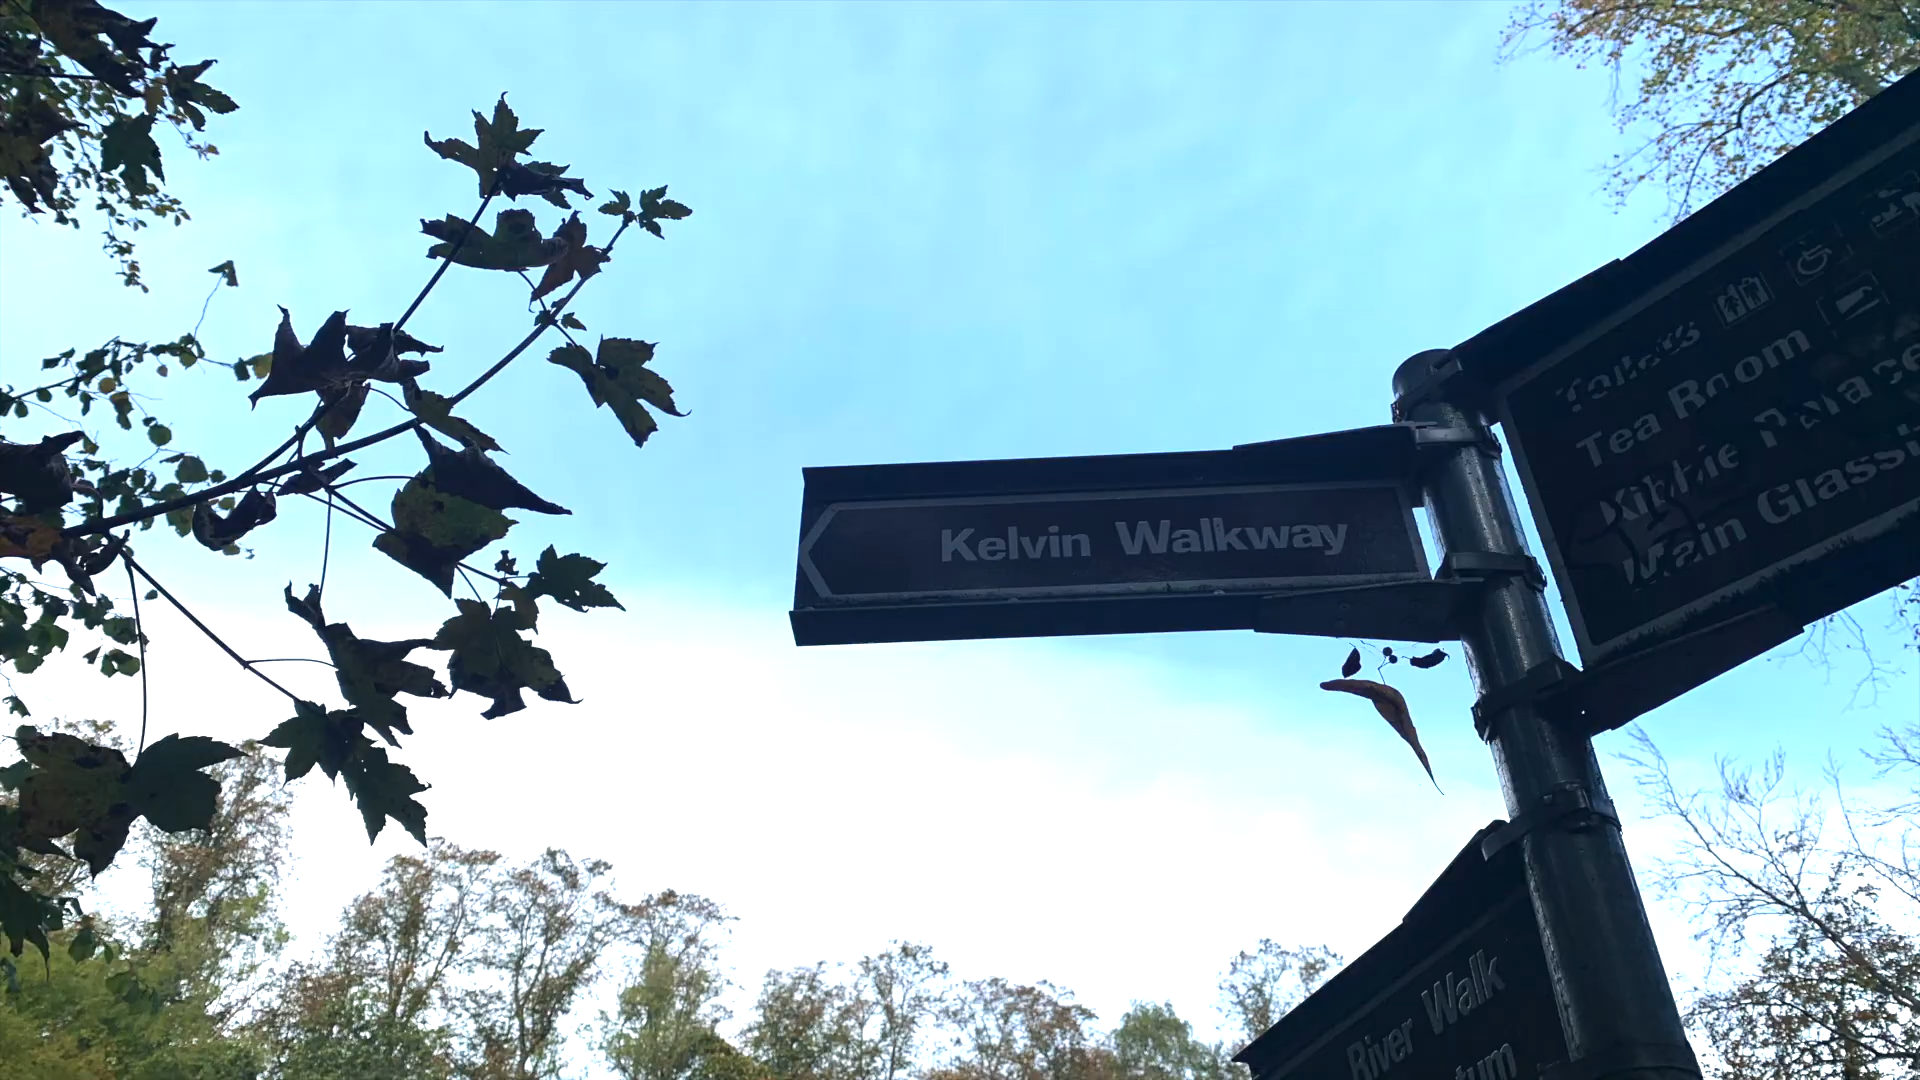 Kelvin Walkway
Toilets
Tea Room
Kibble Palace
Main Glass
River Walk